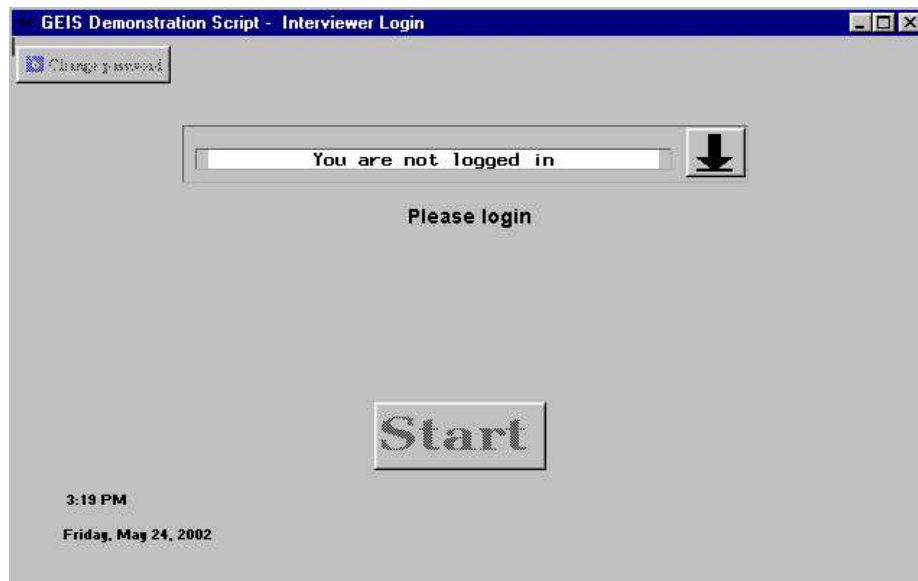 GEIS Demonstration Script - Interviewer Login
Change password
You are not logged in
Please login
Start
3:19 PM
Friday, May 24, 2002